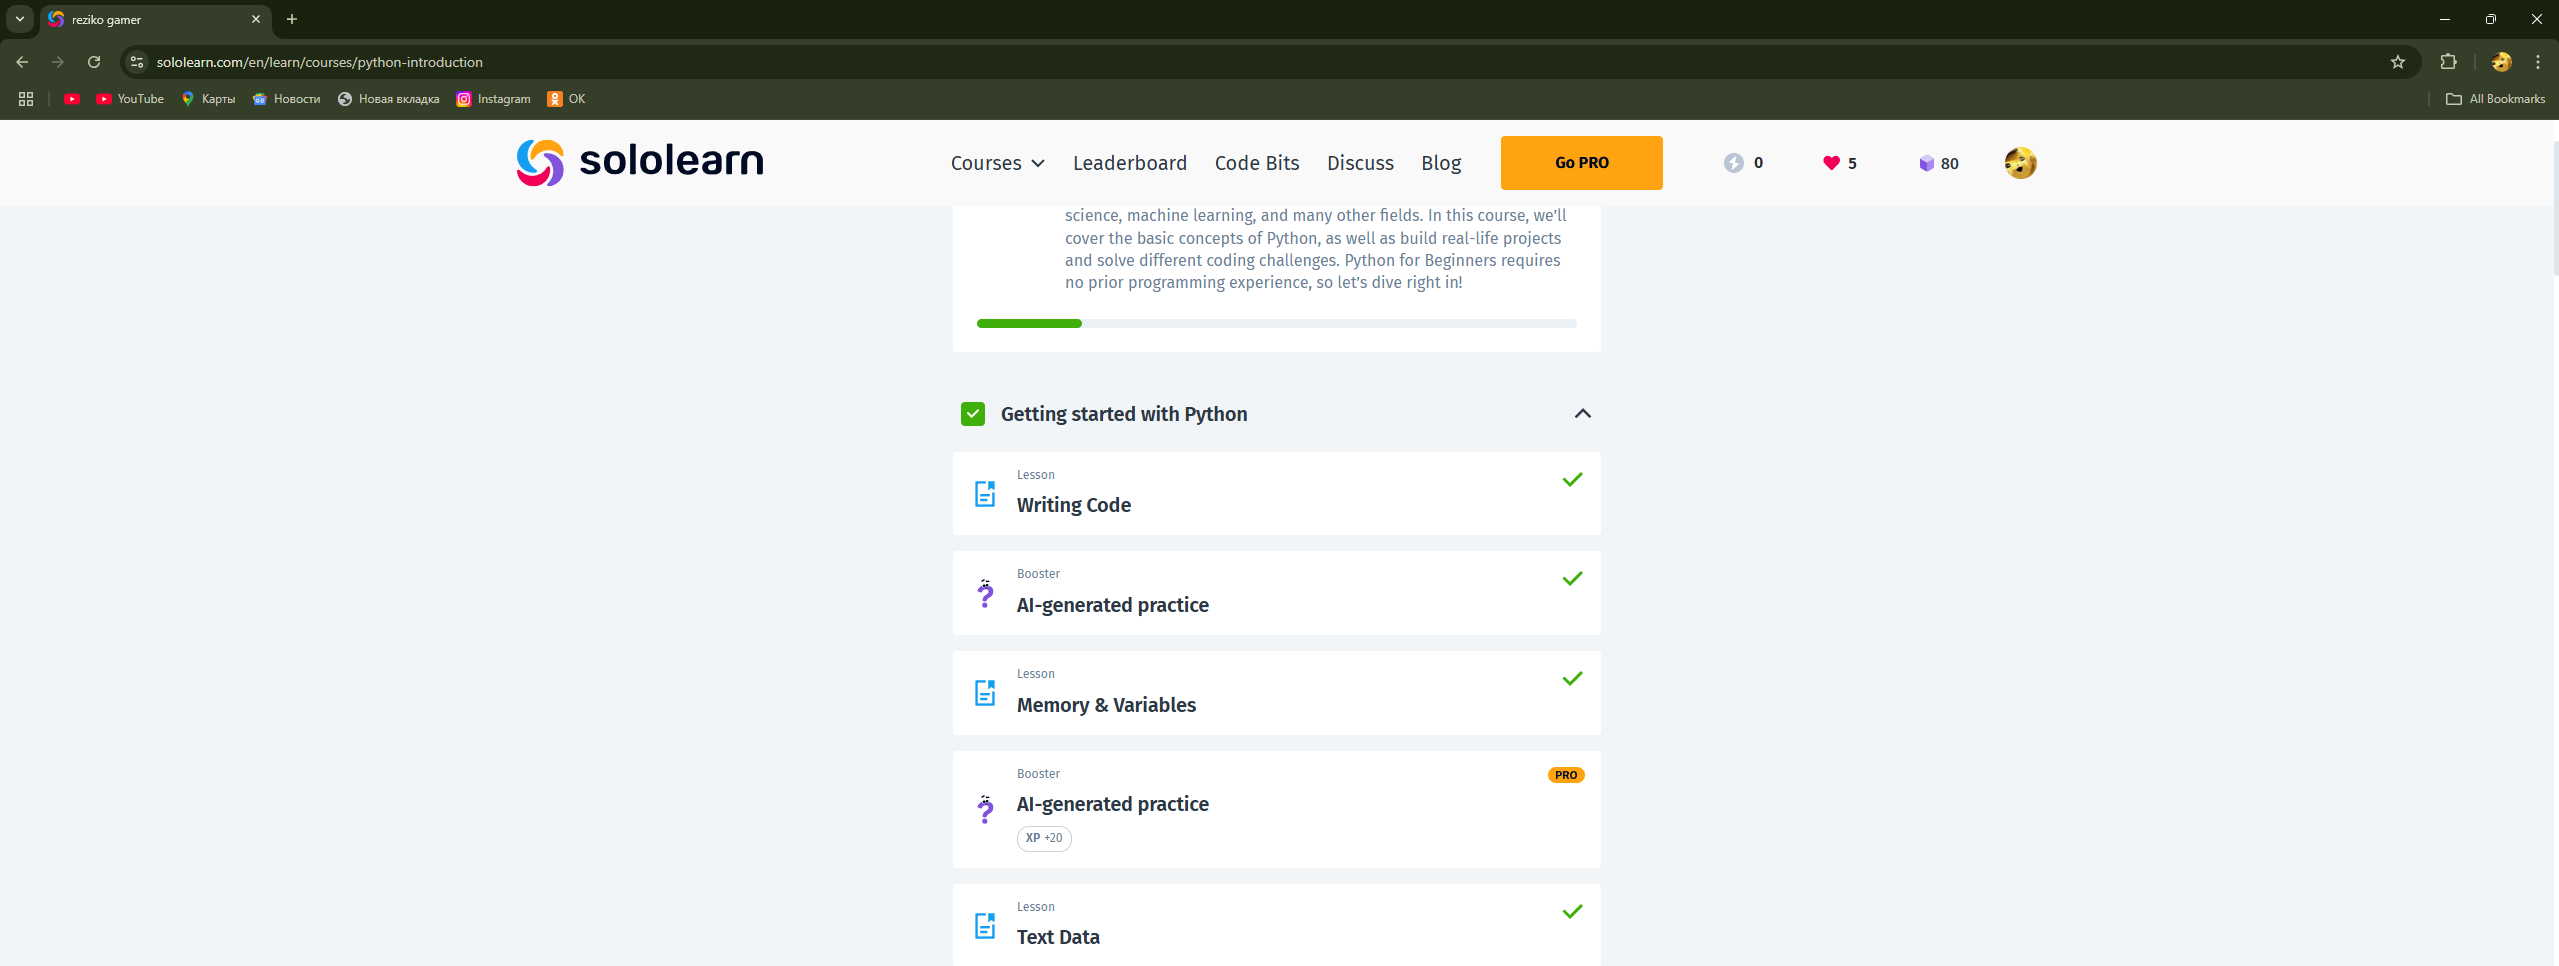 reziko gamer
sololearn.com/en/learn/courses/python-introduction
YouTube Карты Новости Новая вкладка Instagram OK All Bookmarks
sololearn Courses Leaderboard Code Bits Discuss Blog Go PRO 0 5 80
science, machine learning, and many other fields. In this course, we'll
cover the basic concepts of Python, as well as build real-life projects
and solve different coding challenges. Python for Beginners requires
no prior programming experience, so let's dive right in!
Getting started with Python
Lesson
Writing Code
Booster
AI-generated practice
Lesson
Memory & Variables
Booster PRO
AI-generated practice
XP +20
Lesson
Text Data